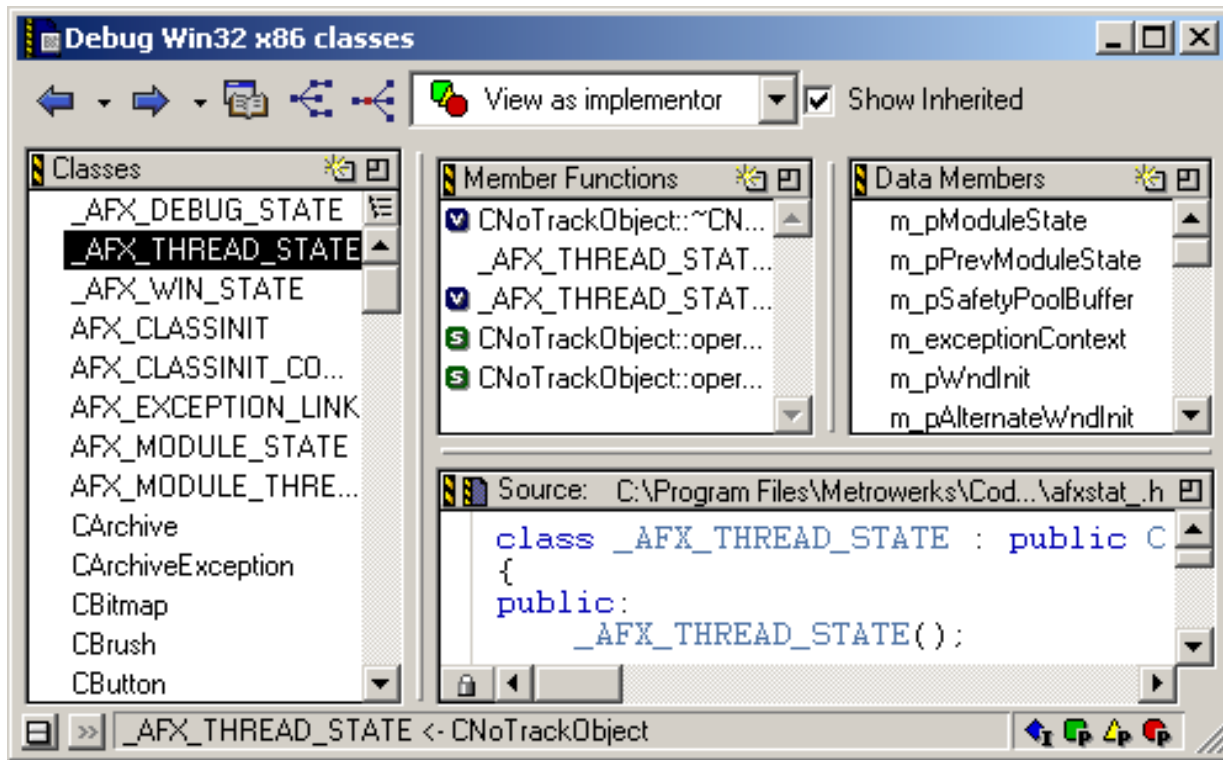 Debug Win32 x86 classes
View as implementor
Show Inherited
Classes
_AFX_DEBUG_STATE
_AFX_THREAD_STATE
_AFX_WIN_STATE
AFX_CLASSINIT
AFX_CLASSINIT_CO...
AFX_EXCEPTION_LINK
AFX_MODULE_STATE
AFX_MODULE_THRE...
CArchive
CArchiveException
CBitmap
CBrush
CButton
Member Functions
V CNoTrackObject::~CN...
_AFX_THREAD_STAT...
V _AFX_THREAD_STAT...
S CNoTrackObject::oper...
S CNoTrackObject::oper...
Data Members
m_pModuleState
m_pPrevModuleState
m_pSafetyPoolBuffer
m_exceptionContext
m_pWndInit
m_pAlternateWndInit
Source: C:\Program Files\Metrowerks\Cod...\afxstat_.h
class _AFX_THREAD_STATE : public C
{
public:
_AFX_THREAD_STATE();
_AFX_THREAD_STATE <- CNoTrackObject
I P P P